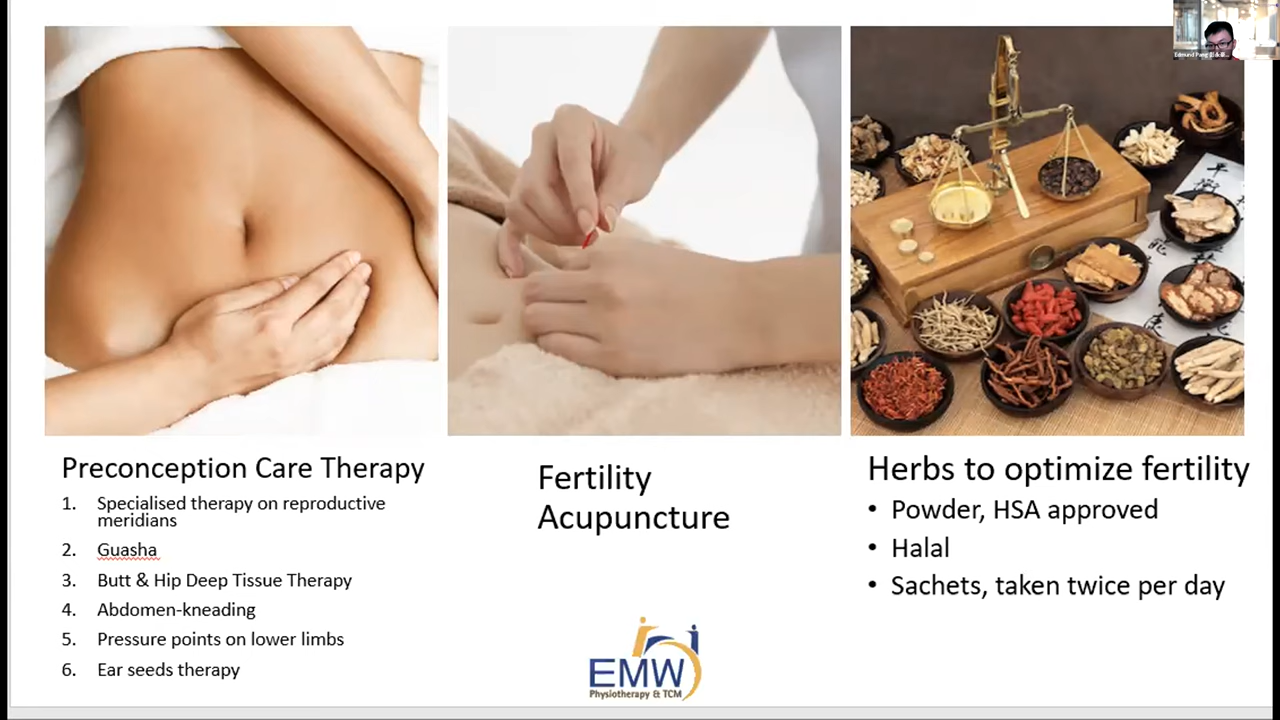 Edmund Pang
Preconception Care Therapy
1. Specialised therapy on reproductive
meridians
2. Guasha
3. Butt & Hip Deep Tissue Therapy
4. Abdomen-kneading
5. Pressure points on lower limbs
6. Ear seeds therapy
Fertility
Acupuncture
EMW
Physiotherapy & TCM
Herbs to optimize fertility
• Powder, HSA approved
• Halal
• Sachets, taken twice per day